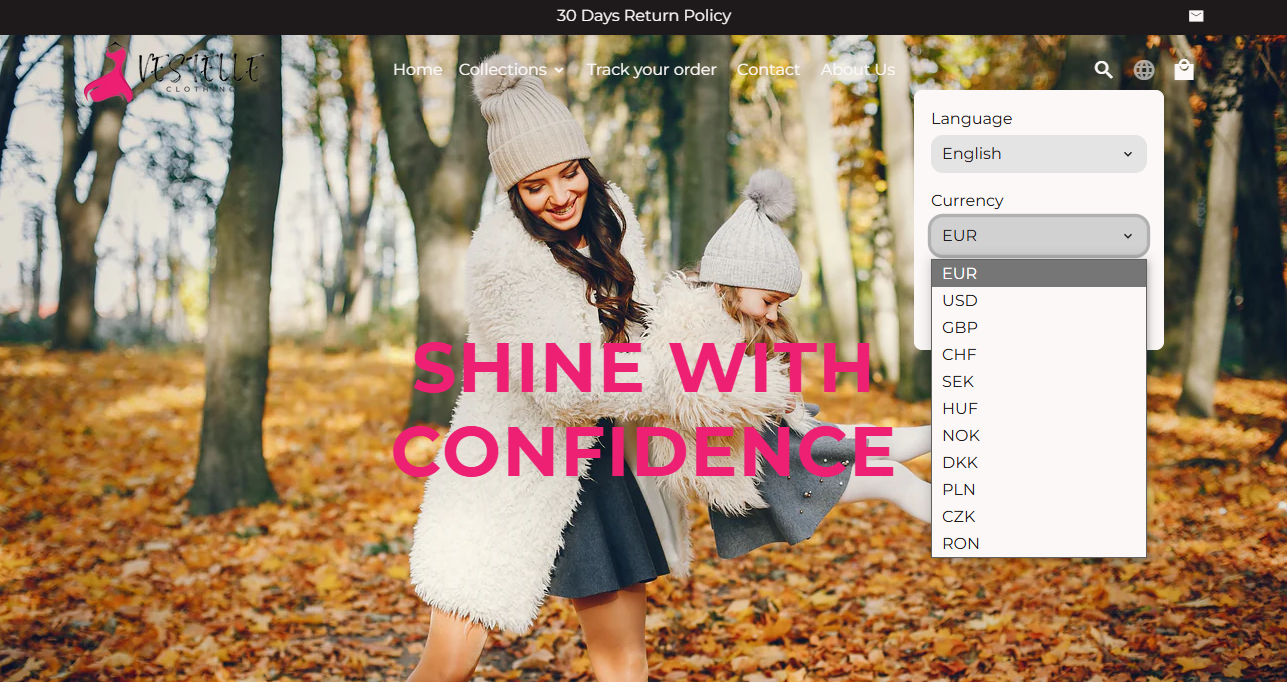 30 Days Return Policy
VESTELLE
CLOTHING
Home Collections Track your order Contact About Us
Language
English
Currency
EUR
EUR
USD
GBP
CHF
SEK
HUF
NOK
DKK
PLN
CZK
RON
SHINE WITH
CONFIDENCE